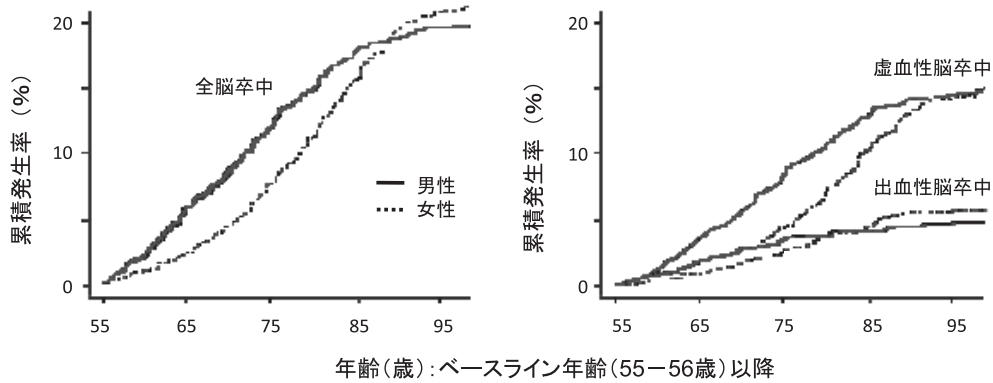 累積発生率（%）
20
10
0
全脳卒中
男性
女性
55 65 75 85 95
累積発生率（%）
20
10
0
虚血性脳卒中
出血性脳卒中
55 65 75 85 95
年齢（歳）：ベースライン年齢（55－56歳）以降